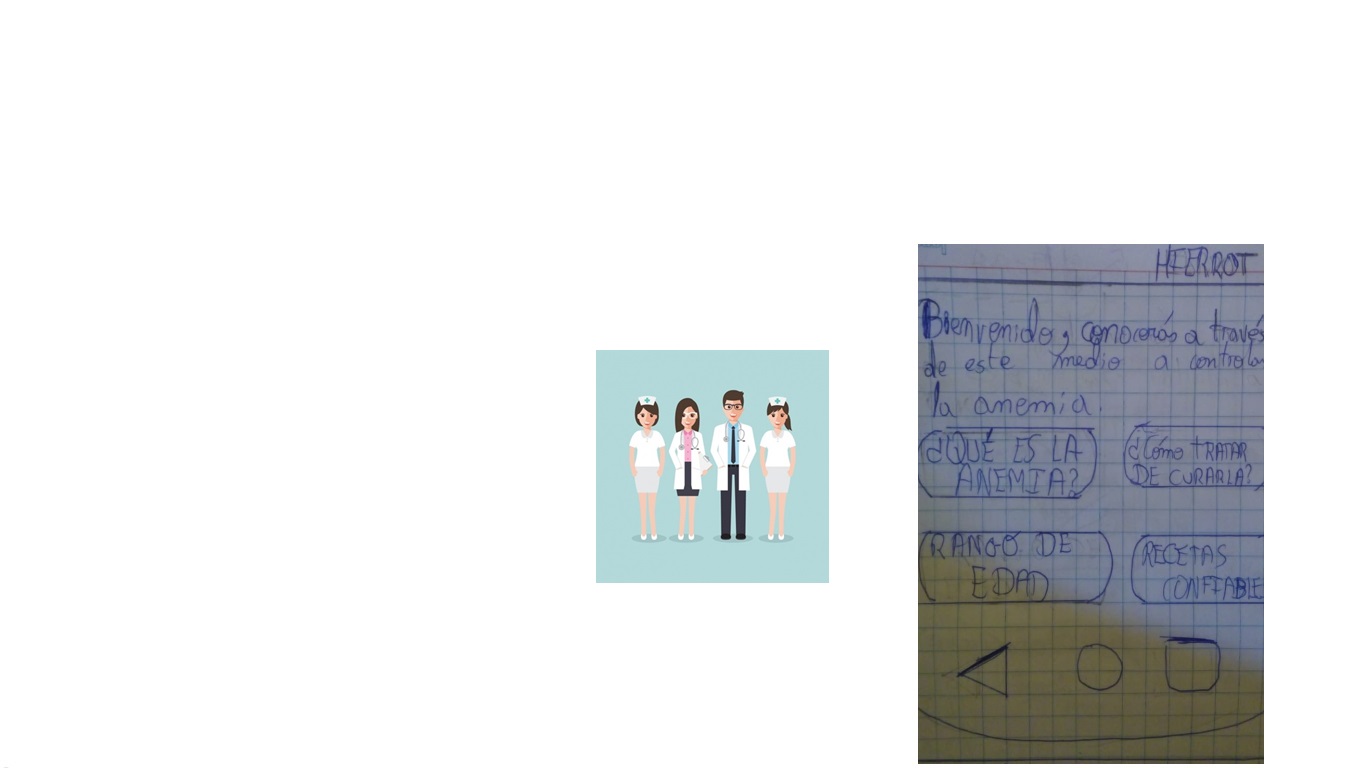 HIERROT
Bienvenido, conocerás a través
de este medio a controlar
la anemia.
¿QUÉ ES LA
ANEMIA?
¿Cómo tRATAR
DE CURARLA?
RANGO DE
EDAD
RECETAS
CONFIABLE